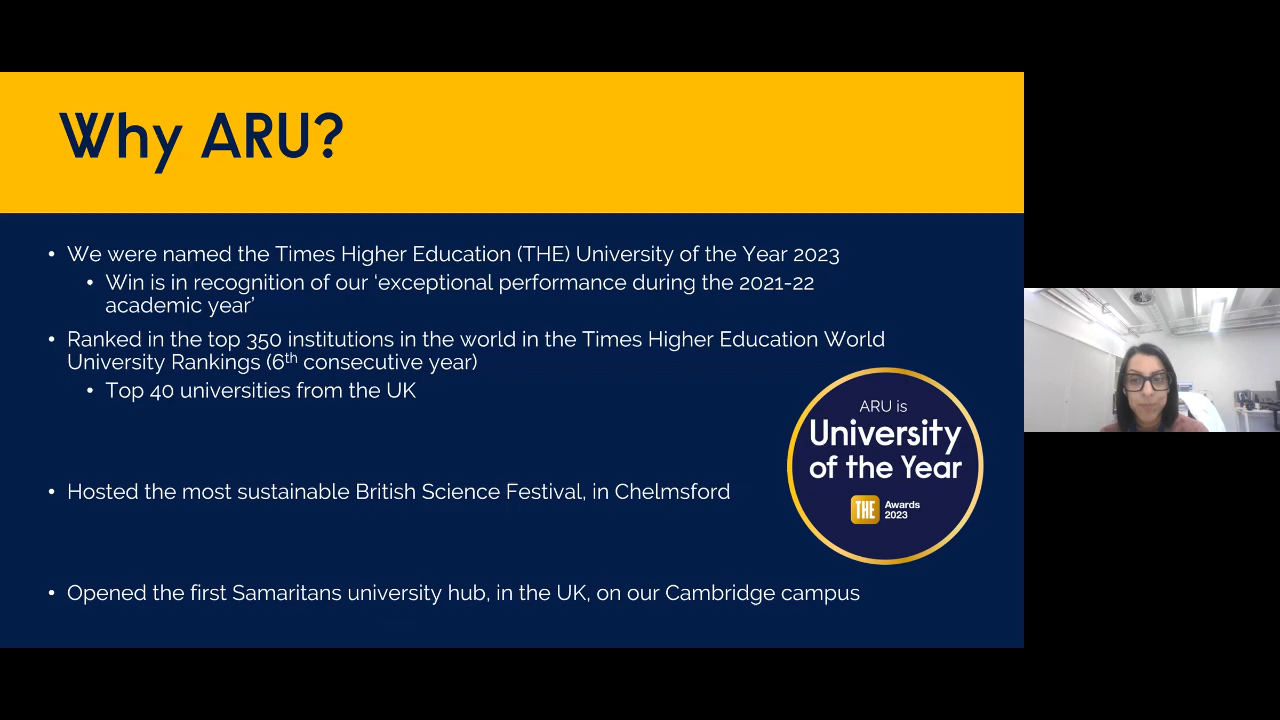 Why ARU?
• We were named the Times Higher Education (THE) University of the Year 2023
• Win is in recognition of our ‘exceptional performance during the 2021-22
academic year’
• Ranked in the top 350 institutions in the world in the Times Higher Education World
University Rankings (6th consecutive year)
• Top 40 universities from the UK
ARU is
University
of the Year
THE Awards
2023
• Hosted the most sustainable British Science Festival, in Chelmsford
• Opened the first Samaritans university hub, in the UK, on our Cambridge campus